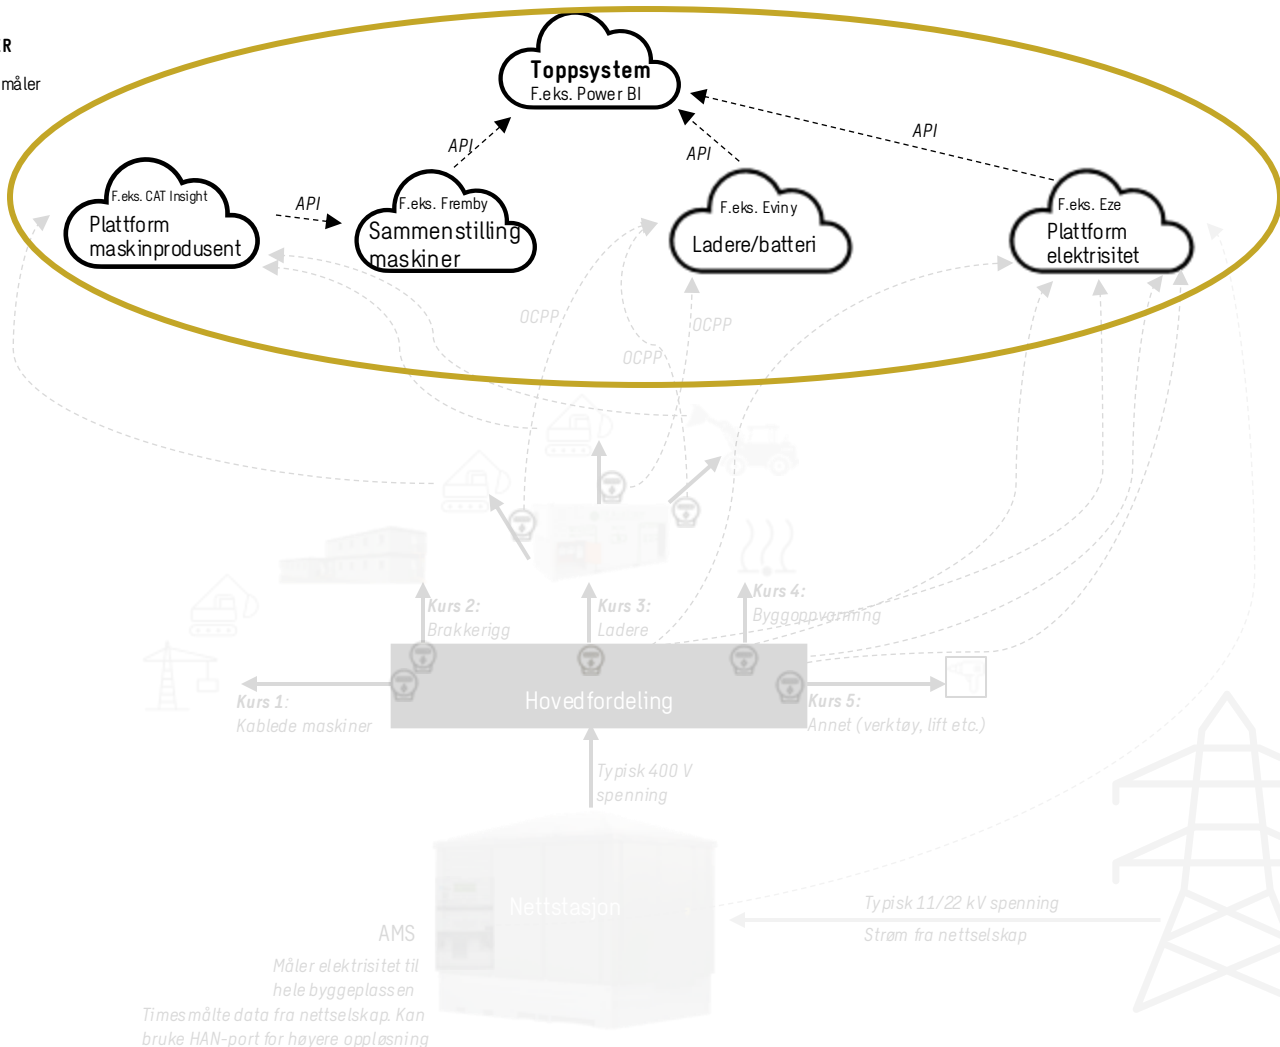 ER
måler
Toppsystem
F.eks. Power BI
API
API
API
API
F.eks. CAT Insight
Plattform
maskinprodusent
F.eks. Fremby
Sammenstilling
maskiner
F.eks. Eviny
Ladere/batteri
F.eks. Eze
Plattform
elektrisitet
OCPP
OCPP
OCPP
Kurs 2:
Brakkerigg
Kurs 3:
Ladere
Kurs 4:
Byggoppvarming
Kurs 1:
Kablede maskiner
Hovedfordeling
Kurs 5:
Annet (verktøy, lift etc.)
Typisk 400 V
spenning
Nettstasjon
Typisk 11/22 kV spenning
Strøm fra nettselskap
AMS
Måler elektrisitet til
hele byggeplassen
Timesmålte data fra nettselskap. Kan
bruke HAN-port for høyere oppløsning